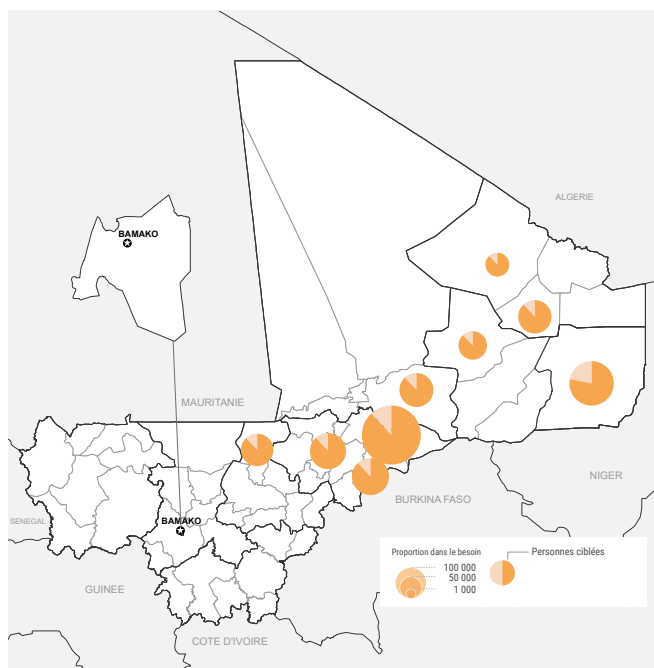 ALGERIE
BAMAKO
MAURITANIE
NIGER
BURKINA FASO
SENEGAL
BAMAKO
GUINEE
COTE D'IVOIRE
Proportion dans le besoin
100 000
50 000
1 000
Personnes ciblées